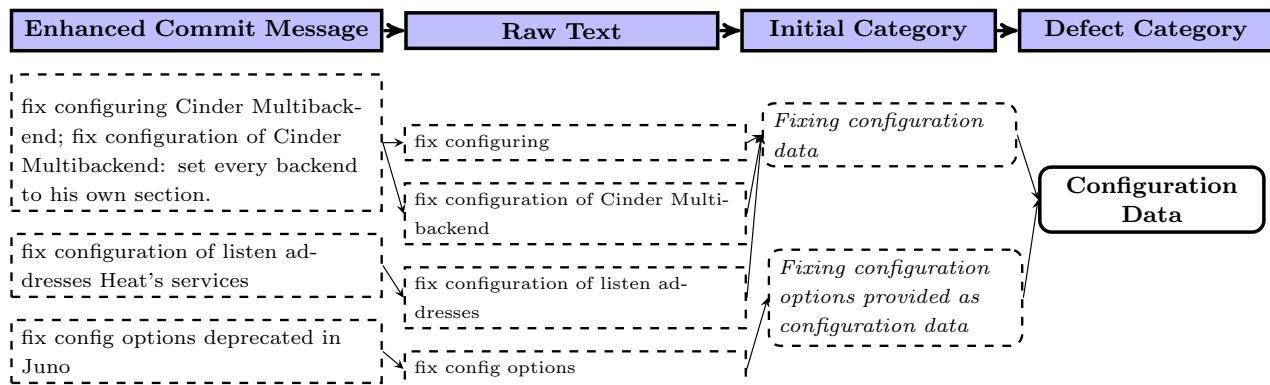 Enhanced Commit Message
Raw Text
Initial Category
Defect Category
fix configuring Cinder Multiback-
end; fix configuration of Cinder
Multibackend: set every backend
to his own section.
fix configuration of listen ad-
dresses Heat's services
fix config options deprecated in
Juno
fix configuring
fix configuration of Cinder Multi-
backend
fix configuration of listen ad-
dresses
fix config options
Fixing configuration
data
Fixing configuration
options provided as
configuration data
Configuration
Data